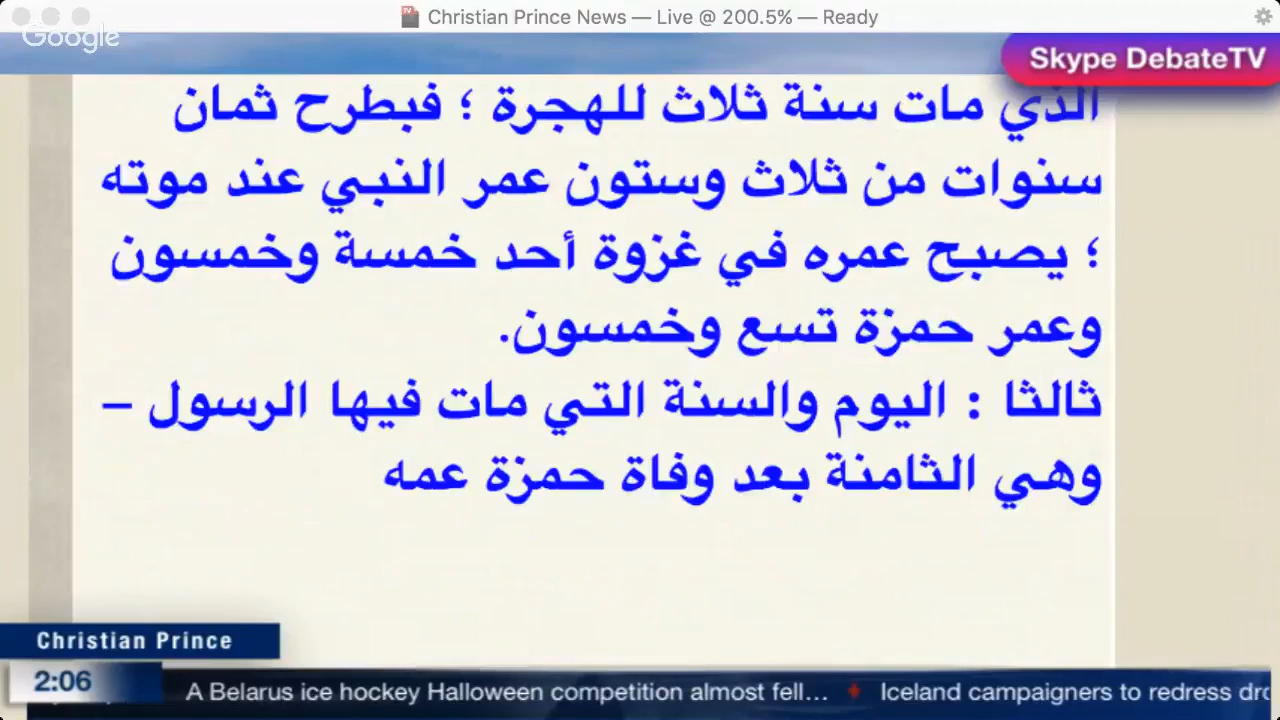 Christian Prince News — Live @ 200.5% — Ready
Google
Skype DebateTV
الذي مات سنة ثلاث للهجرة ؛ فبطرح ثمان
سنوات من ثلاث وستون عمر النبي عند موته
؛ يصبح عمره في غزوة أحد خمسة وخمسون
وعمر حمزة تسع وخمسون.
ثالثا : اليوم والسنة التي مات فيها الرسول –
وهي الثامنة بعد وفاة حمزة عمه
Christian Prince
2:06
A Belarus ice hockey Halloween competition almost fell... Iceland campaigners to redress